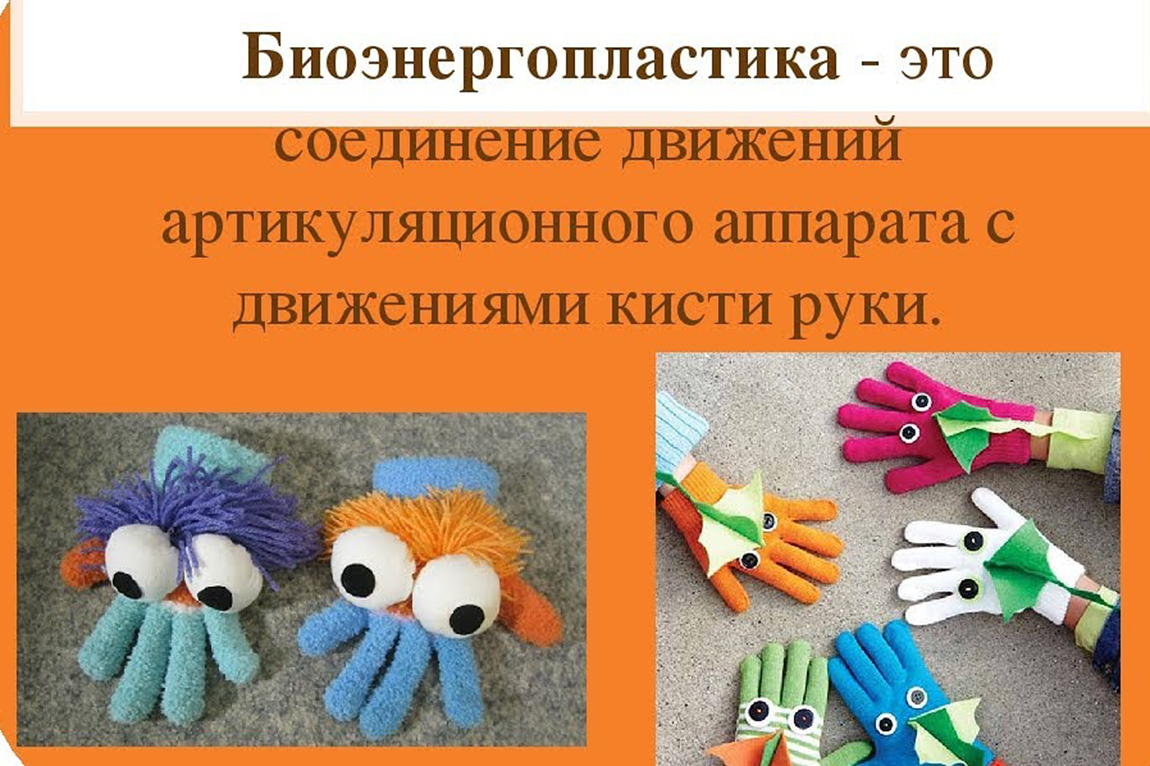 Биоэнергопластика - это
соединение движений
артикуляционного аппарата с
движениями кисти руки.